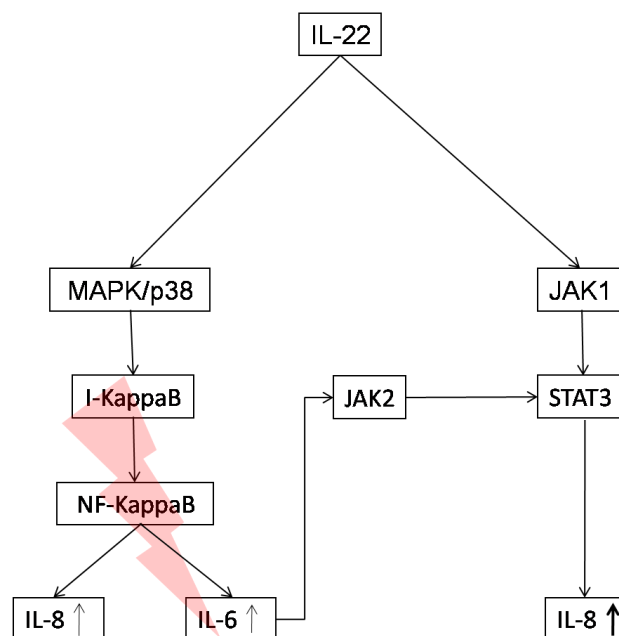 IL-22
MAPK/p38
JAK1
I-KappaB
JAK2
STAT3
NF-KappaB
IL-8
IL-6
IL-8